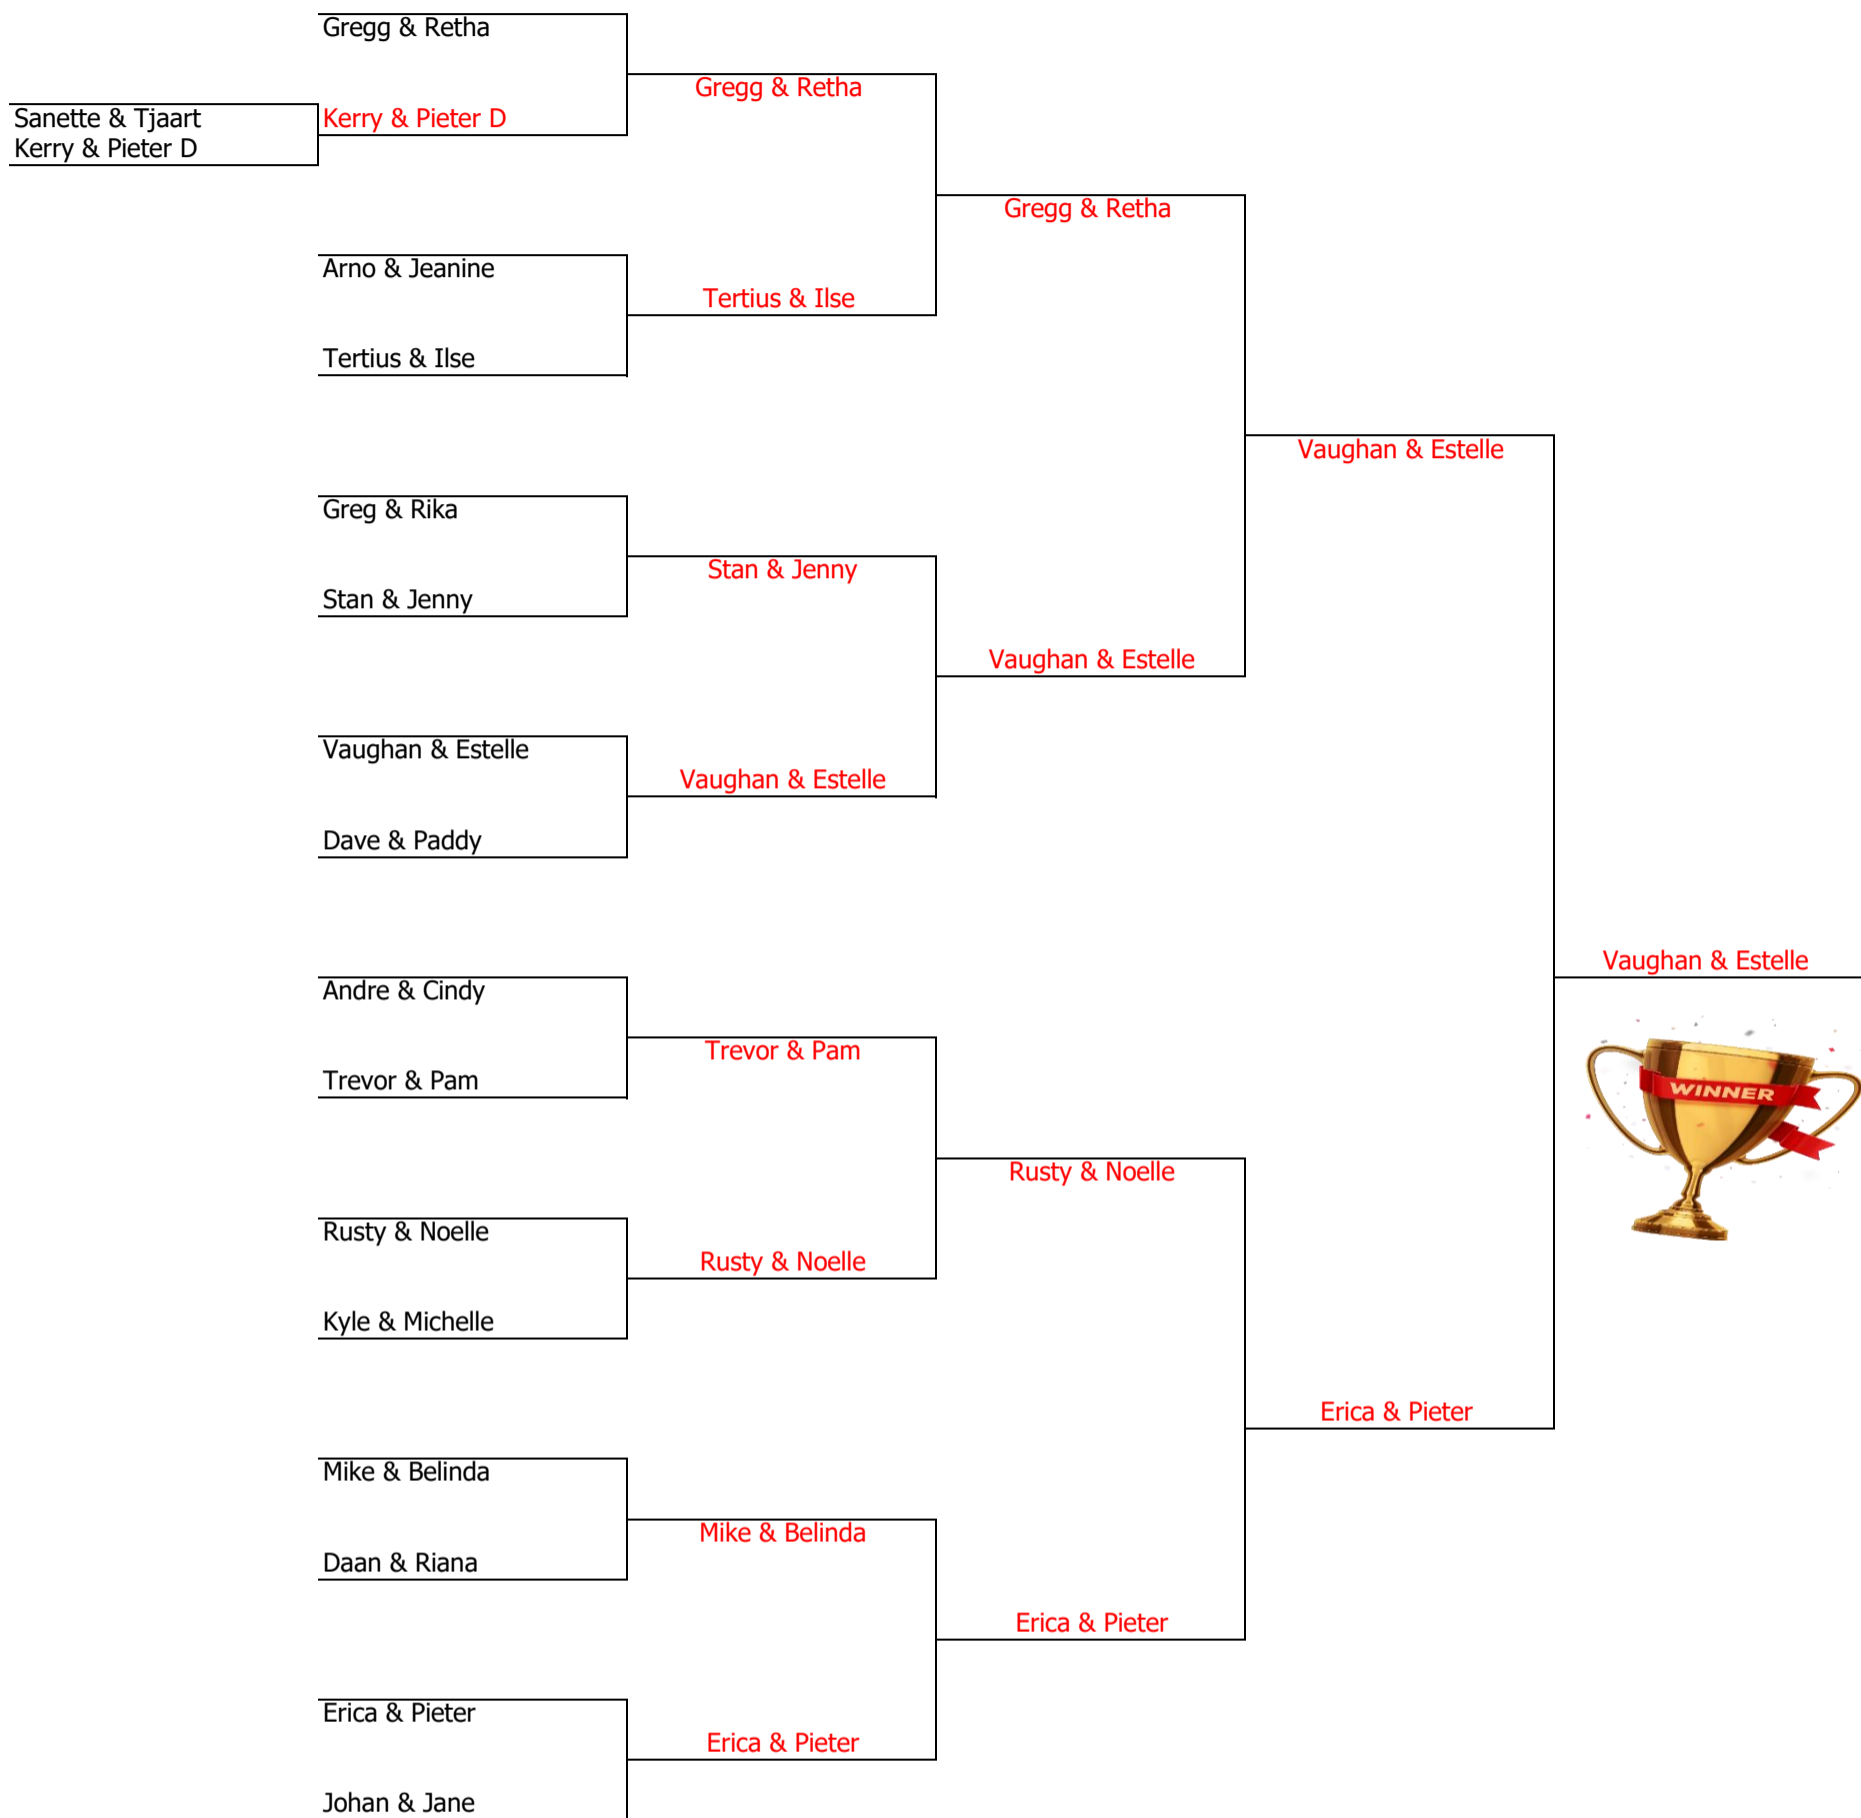 Gregg & Retha
Gregg & Retha
Sanette & Tjaart
Kerry & Pieter D
Kerry & Pieter D
Gregg & Retha
Arno & Jeanine
Tertius & Ilse
Tertius & Ilse
Vaughan & Estelle
Greg & Rika
Stan & Jenny
Stan & Jenny
Vaughan & Estelle
Vaughan & Estelle
Vaughan & Estelle
Dave & Paddy
Vaughan & Estelle
Andre & Cindy
Trevor & Pam
Trevor & Pam
WINNER
Rusty & Noelle
Rusty & Noelle
Rusty & Noelle
Kyle & Michelle
Erica & Pieter
Mike & Belinda
Mike & Belinda
Daan & Riana
Erica & Pieter
Erica & Pieter
Erica & Pieter
Johan & Jane